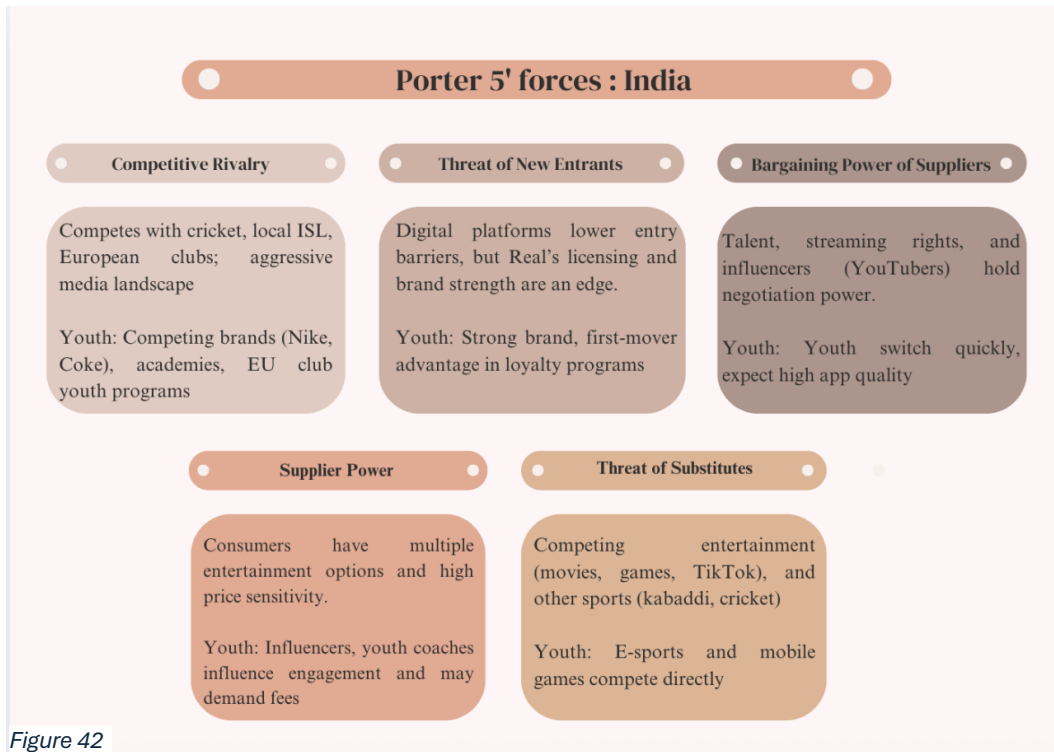 Porter 5' forces : India
Competitive Rivalry
Competes with cricket, local ISL,
European clubs; aggressive
media landscape
Youth: Competing brands (Nike,
Coke), academies, EU club
youth programs
Threat of New Entrants
Digital platforms lower entry
barriers, but Real's licensing and
brand strength are an edge.
Youth: Strong brand, first-mover
advantage in loyalty programs
Bargaining Power of Suppliers
Talent, streaming rights, and
influencers (YouTubers) hold
negotiation power.
Youth: Youth switch quickly,
expect high app quality
Supplier Power
Consumers have multiple
entertainment options and high
price sensitivity.
Youth: Influencers, youth coaches
influence engagement and may
demand fees
Threat of Substitutes
Competing entertainment
(movies, games, TikTok), and
other sports (kabaddi, cricket)
Youth: E-sports and mobile
games compete directly
Figure 42